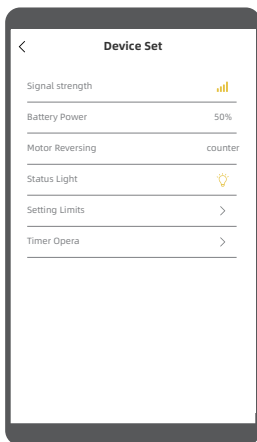 Device Set
Signal strength
Battery Power 50%
Motor Reversing counter
Status Light
Setting Limits
Timer Opera